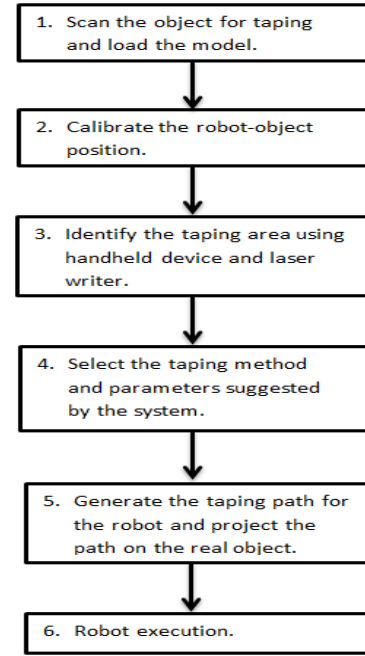 1. Scan the object for taping
and load the model.
2. Calibrate the robot-object
position.
3. Identify the taping area using
handheld device and laser
writer.
4. Select the taping method
and parameters suggested
by the system.
5. Generate the taping path for
the robot and project the
path on the real object.
6. Robot execution.